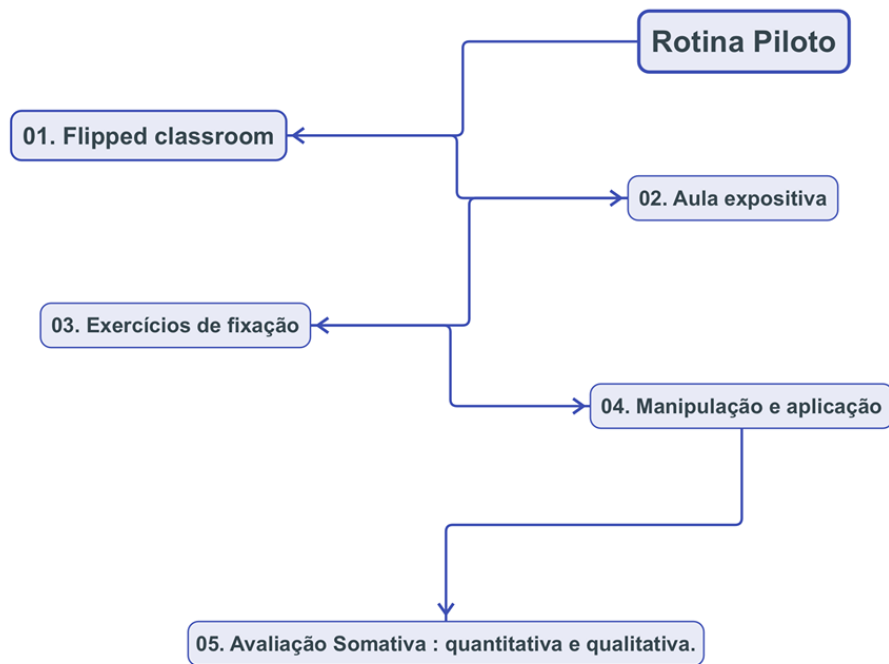 Rotina Piloto
01. Flipped classroom
02. Aula expositiva
03. Exercícios de fixação
04. Manipulação e aplicação
05. Avaliação Somativa : quantitativa e qualitativa.